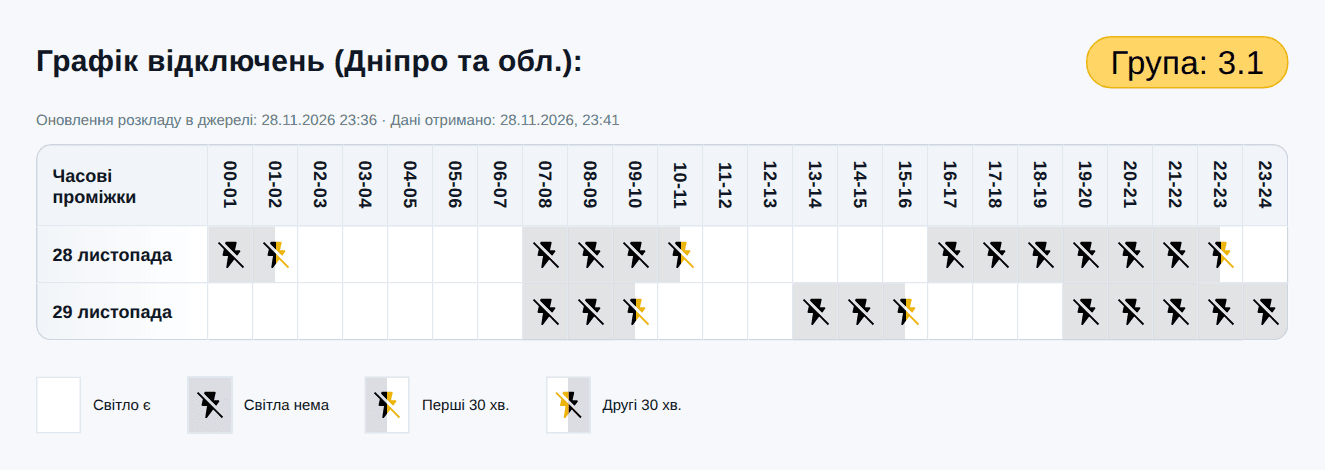 Графік відключень (Дніпро та обл.):
Група: 3.1
Оновлення розкладу в джерелі: 28.11.2026 23:36 · Дані отримано: 28.11.2026, 23:41
Часові
проміжки
00-01
01-02
02-03
03-04
04-05
05-06
06-07
07-08
08-09
09-10
10-11
11-12
12-13
13-14
14-15
15-16
16-17
17-18
18-19
19-20
20-21
21-22
22-23
23-24
28 листопада
29 листопада
Світло є
Світла нема
Перші 30 хв.
Другі 30 хв.